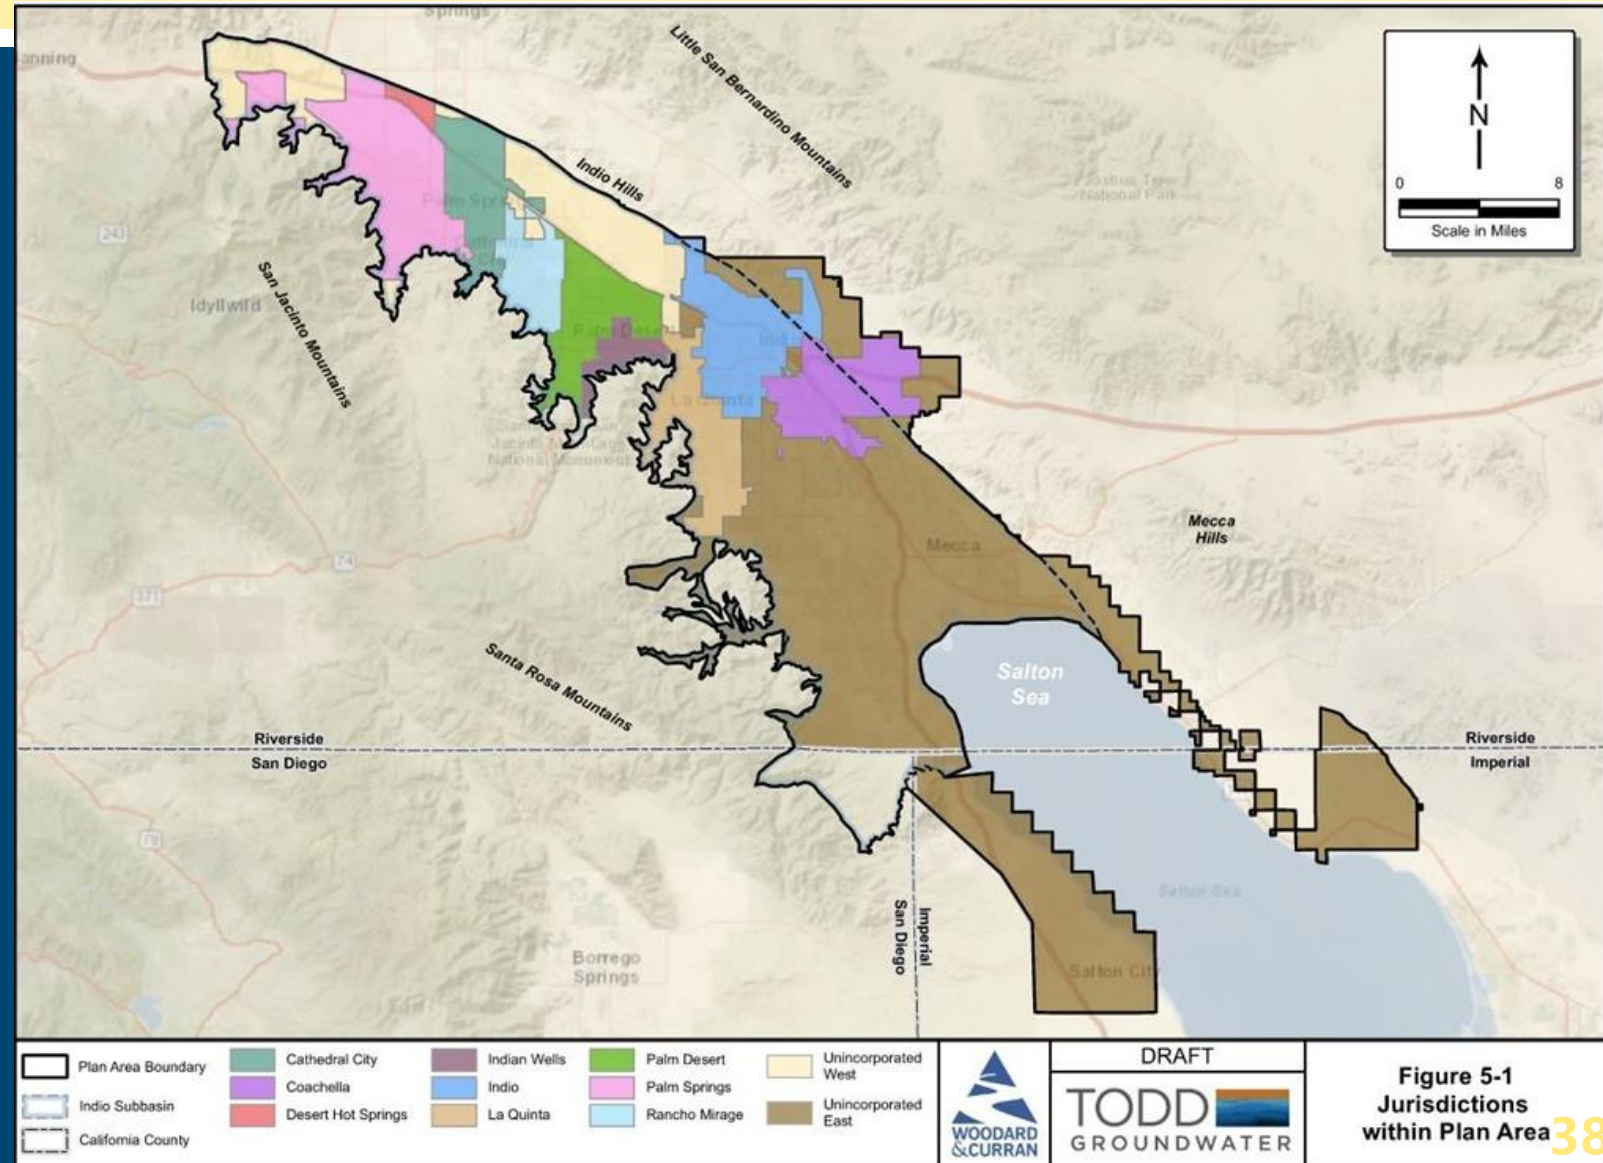 Springs
anning
Little San Bernardino Mountains
N
0 8
Scale in Miles
Indio Hills
Joshua Tree
National Park
Palm Spri
243
Cathedral
San Jacinto Mountains
Idyllwild
Palm Desert
Indio
La Quinta
Jacinto Mountains
National Monument
Mecca
Hills
Mecca
74
371
Santa Rosa Mountains
Salton
Sea
Riverside
San Diego
Riverside
Imperial
79
Salton Sea
Imperial
San Diego
Borrego
Springs
Salton City
Plan Area Boundary
Indio Subbasin
California County
Cathedral City
Coachella
Desert Hot Springs
Indian Wells
Indio
La Quinta
Palm Desert
Palm Springs
Rancho Mirage
Unincorporated
West
Unincorporated
East
WOODARD
&CURRAN
DRAFT
TODD
GROUNDWATER
Figure 5-1
Jurisdictions
within Plan Area
38